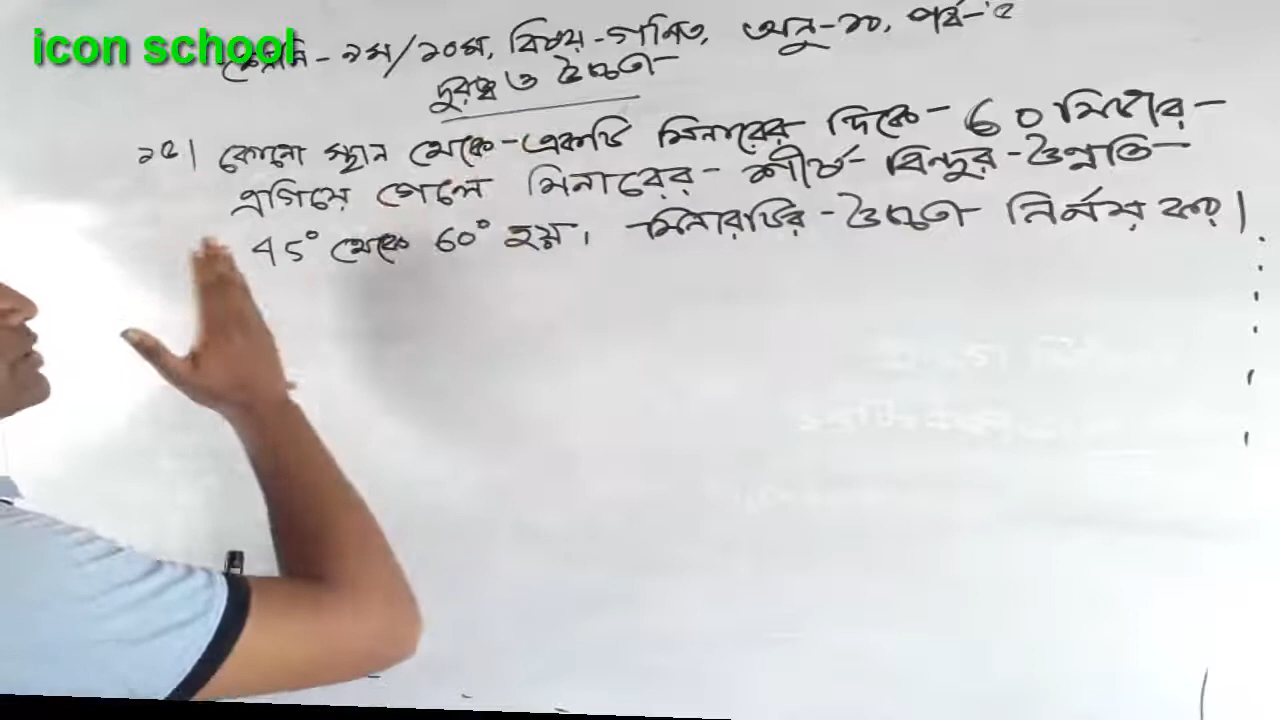 icon school
শ্রেনি - ৯ম/১০ম, বিষয় - গণিত, অনু - ১০, পর্ব - ৫
দূরত্ব ও উচ্চতা
১৫। কোনো স্থান থেকে একটি মিনারের দিকে 60 মিটার
এগিয়ে গেলে মিনারের শীর্ষ বিন্দুর উন্নতি
45° থেকে 60° হয়। মিনারটির উচ্চতা নির্ণয় কর।